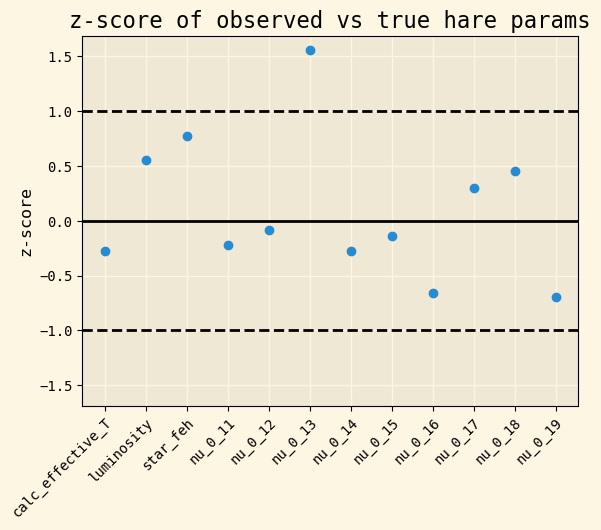 z-score of observed vs true hare params
1.5
1.0
0.5
0.0
−0.5
−1.0
−1.5
z-score
calc_effective_T
luminosity
star_feh
nu_0_11
nu_0_12
nu_0_13
nu_0_14
nu_0_15
nu_0_16
nu_0_17
nu_0_18
nu_0_19